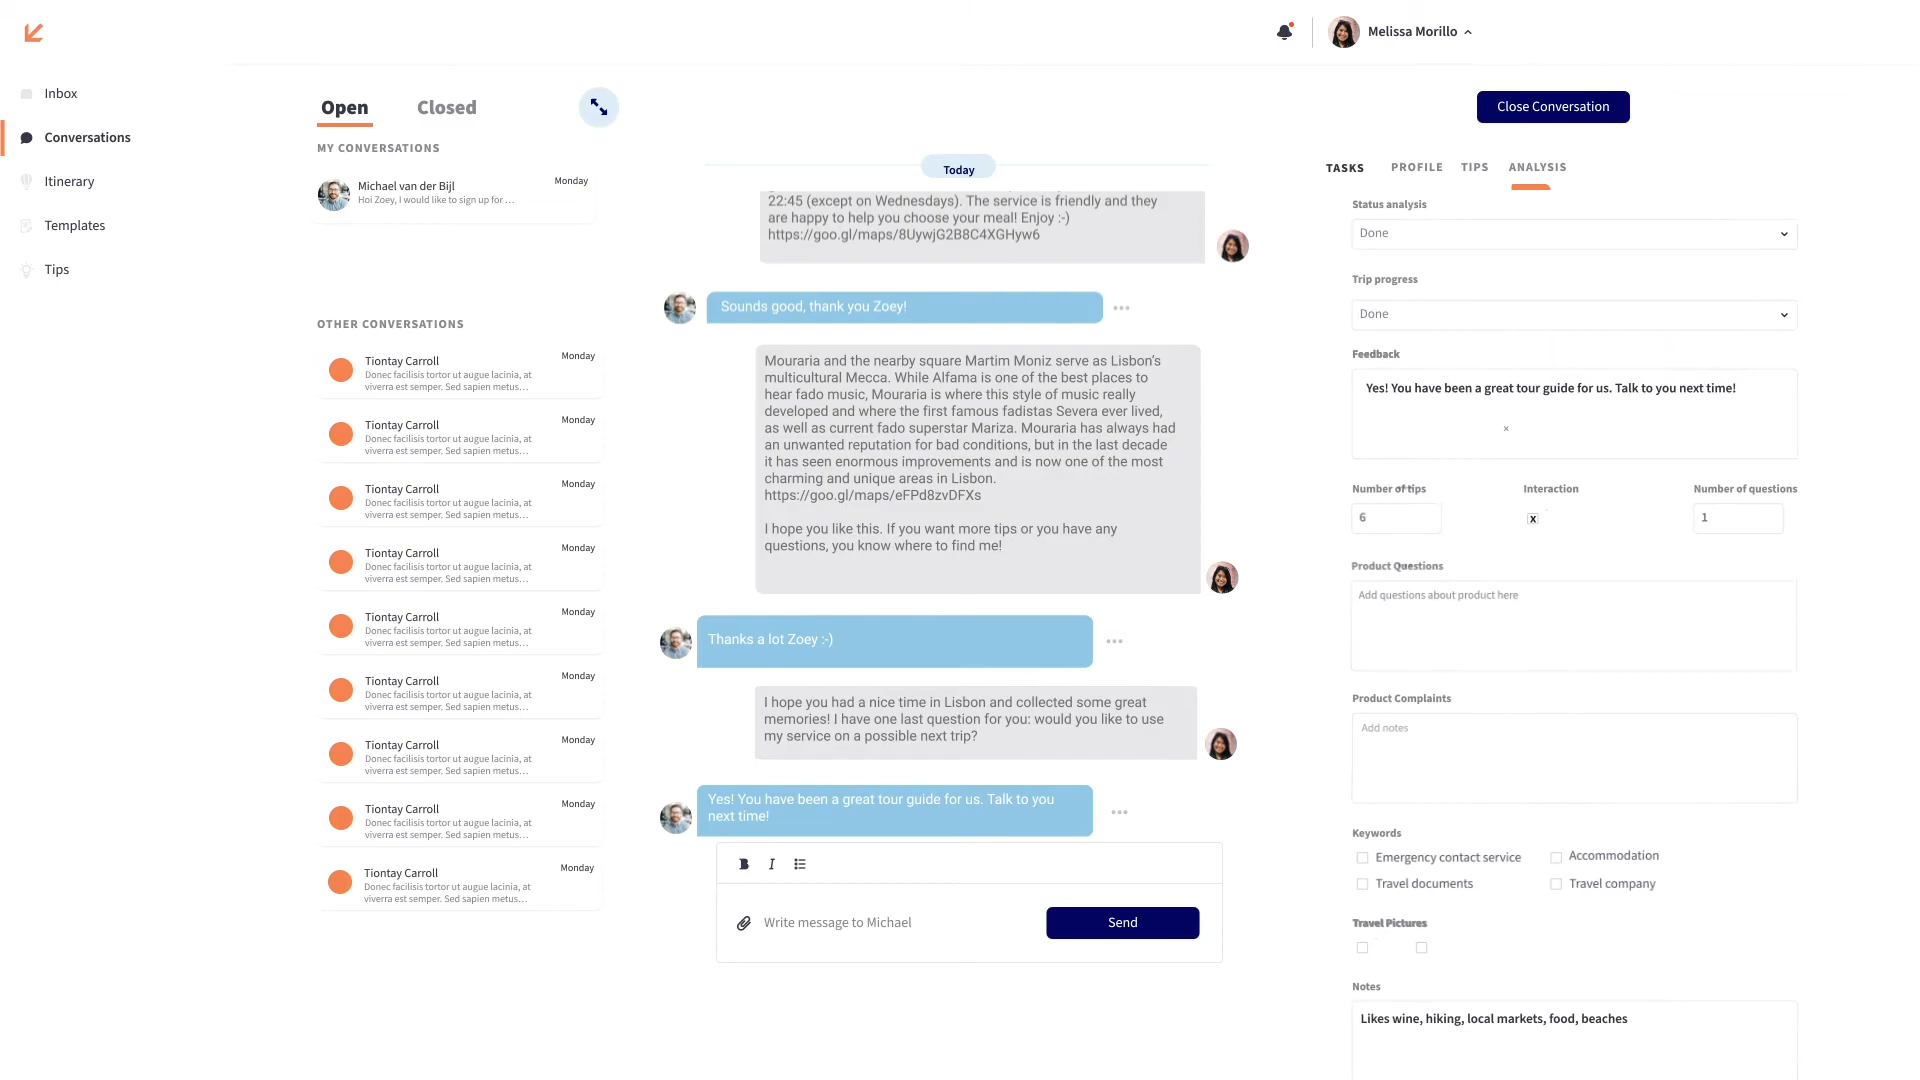 Melissa Morillo
Inbox
Conversations
Itinerary
Templates
Tips
Open
Closed
MY CONVERSATIONS
Michael van der Bijl
Monday
Hoi Zoey, I would like to sign up for ...
OTHER CONVERSATIONS
Tiontay Carroll
Monday
Donec facilisis tortor ut augue lacinia, at
viverra est semper. Sed sapien metus...
Tiontay Carroll
Monday
Donec facilisis tortor ut augue lacinia, at
viverra est semper. Sed sapien metus...
Tiontay Carroll
Monday
Donec facilisis tortor ut augue lacinia, at
viverra est semper. Sed sapien metus...
Tiontay Carroll
Monday
Donec facilisis tortor ut augue lacinia, at
viverra est semper. Sed sapien metus...
Tiontay Carroll
Monday
Donec facilisis tortor ut augue lacinia, at
viverra est semper. Sed sapien metus...
Tiontay Carroll
Monday
Donec facilisis tortor ut augue lacinia, at
viverra est semper. Sed sapien metus...
Tiontay Carroll
Monday
Donec facilisis tortor ut augue lacinia, at
viverra est semper. Sed sapien metus...
Tiontay Carroll
Monday
Donec facilisis tortor ut augue lacinia, at
viverra est semper. Sed sapien metus...
Tiontay Carroll
Monday
Donec facilisis tortor ut augue lacinia, at
viverra est semper. Sed sapien metus...
Today
22:45 (except on Wednesdays). The service is friendly and they
are happy to help you choose your meal! Enjoy :-)
https://goo.gl/maps/8UywjG2B8C4XGHyw6
Sounds good, thank you Zoey!
Mouraria and the nearby square Martim Moniz serve as Lisbon's
multicultural Mecca. While Alfama is one of the best places to
hear fado music, Mouraria is where this style of music really
developed and where the first famous fadistas Severa ever lived,
as well as current fado superstar Mariza. Mouraria has always had
an unwanted reputation for bad conditions, but in the last decade
it has seen enormous improvements and is now one of the most
charming and unique areas in Lisbon.
https://goo.gl/maps/eFPd8zvDFXs
I hope you like this. If you want more tips or you have any
questions, you know where to find me!
Thanks a lot Zoey :-)
I hope you had a nice time in Lisbon and collected some great
memories! I have one last question for you: would you like to use
my service on a possible next trip?
Yes! You have been a great tour guide for us. Talk to you
next time!
B I
Write message to Michael
Send
Close Conversation
TASKS
PROFILE
TIPS
ANALYSIS
Status analysis
Done
Trip progress
Done
Feedback
Yes! You have been a great tour guide for us. Talk to you next time!
x
Number of tips
Interaction
Number of questions
6
x
1
Product Questions
Add questions about product here
Product Complaints
Add notes
Keywords
Emergency contact service
Accommodation
Travel documents
Travel company
Travel Pictures
Notes
Likes wine, hiking, local markets, food, beaches